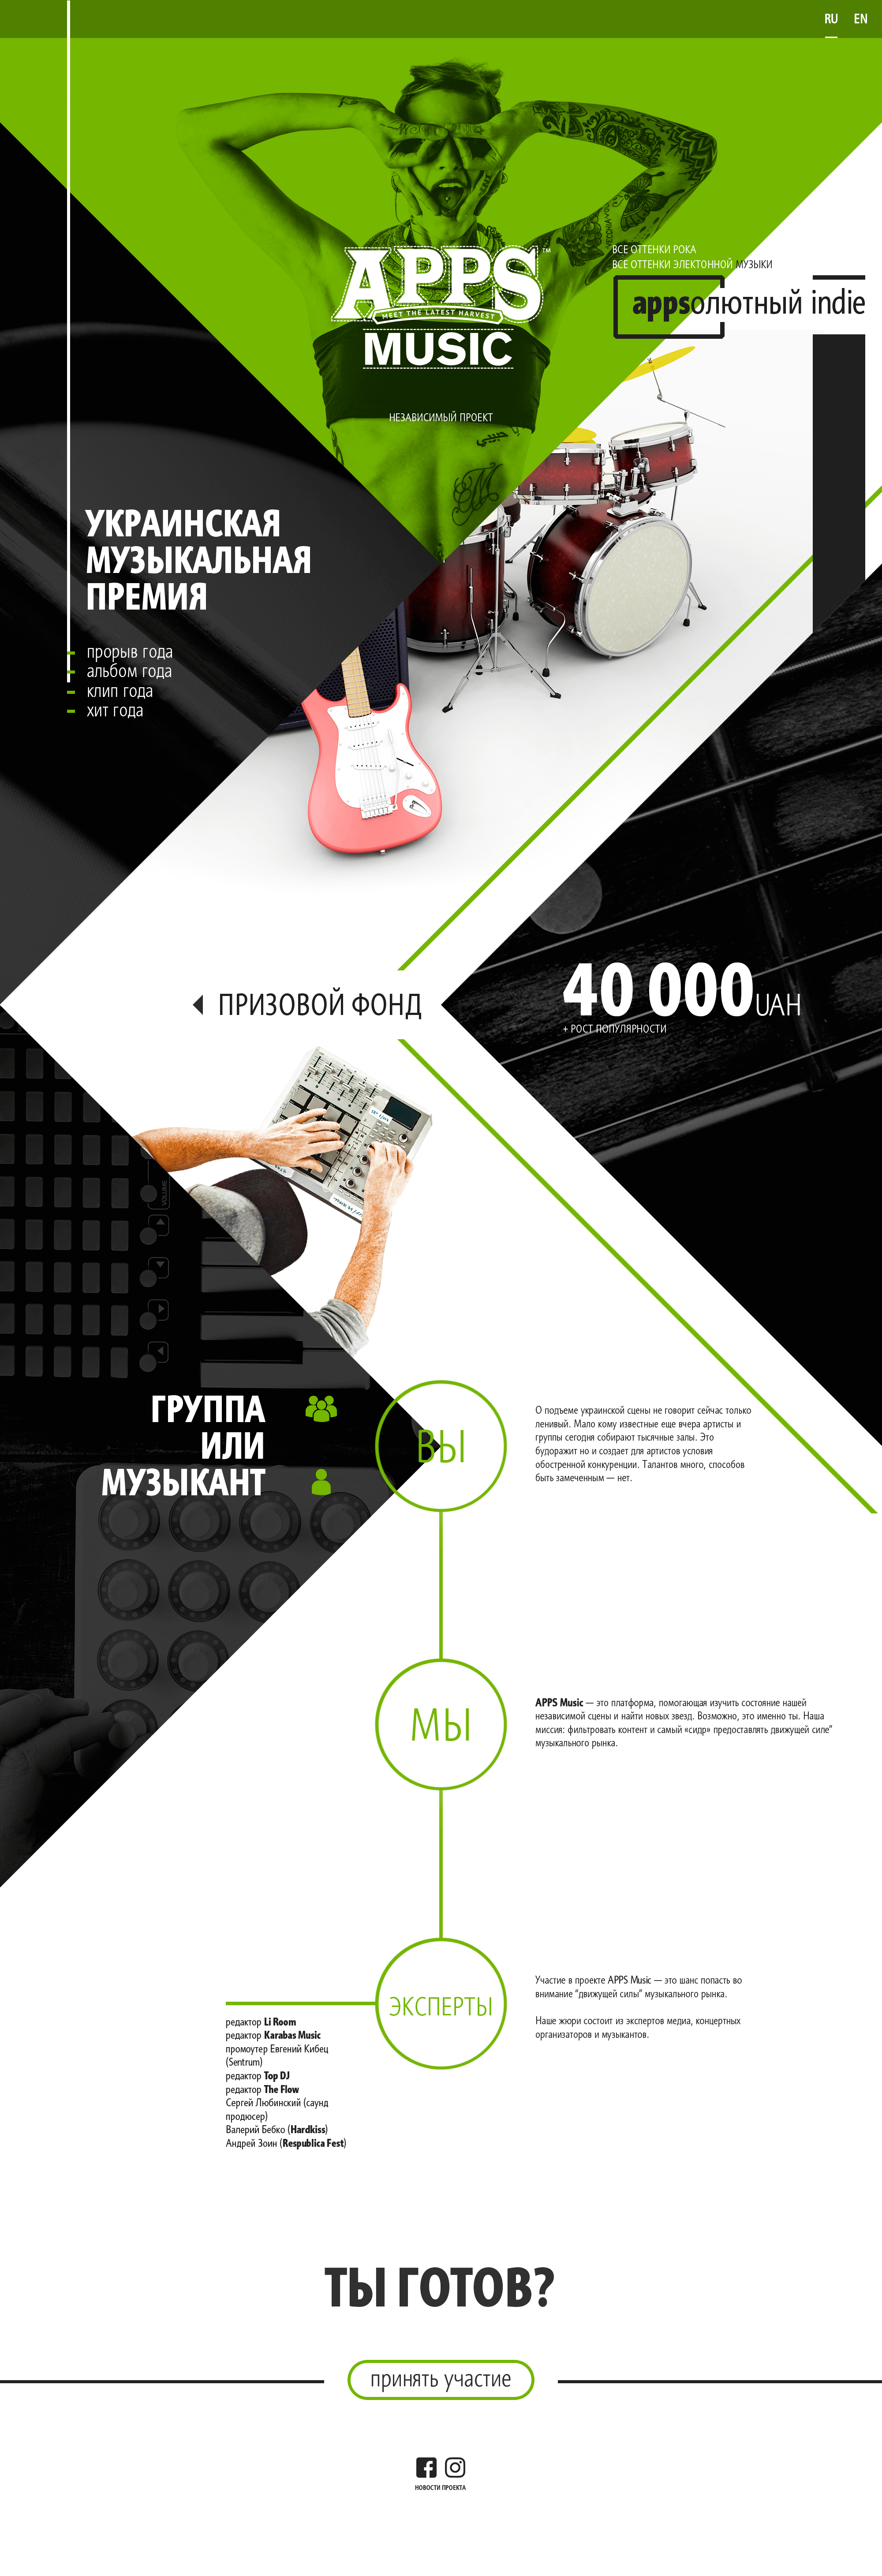 RU EN
ВСЕ ОТТЕНКИ РОКА
ВСЕ ОТТЕНКИ ЭЛЕКТОННОЙ МУЗЫКИ
appsолютный indie
APPS™
MEET THE LATEST HARVEST
MUSIC
НЕЗАВИСИМЫЙ ПРОЕКТ
УКРАИНСКАЯ
МУЗЫКАЛЬНАЯ
ПРЕМИЯ
прорыв года
альбом года
клип года
хит года
ПРИЗОВОЙ ФОНД
40 000 UAH
+ РОСТ ПОПУЛЯРНОСТИ
VOLUME
ГРУППА
ИЛИ
МУЗЫКАНТ
ВЫ
О подъеме украинской сцены не говорит сейчас только
ленивый. Мало кому известные еще вчера артисты и
группы сегодня собирают тысячные залы. Это
будоражит но и создает для артистов условия
обостренной конкуренции. Талантов много, способов
быть замеченным — нет.
МЫ
APPS Music — это платформа, помогающая изучить состояние нашей
независимой сцены и найти новых звезд. Возможно, это именно ты. Наша
миссия: фильтровать контент и самый «сидр» предоставлять движущей силе"
музыкального рынка.
ЭКСПЕРТЫ
Участие в проекте APPS Music — это шанс попасть во
внимание "движущей силы" музыкального рынка.
Наше жюри состоит из экспертов медиа, концертных
организаторов и музыкантов.
редактор Li Room
редактор Karabas Music
промоутер Евгений Кибец
(Sentrum)
редактор Top DJ
редактор The Flow
Сергей Любинский (саунд
продюсер)
Валерий Бебко (Hardkiss)
Андрей Зоин (Respublica Fest)
ТЫ ГОТОВ?
принять участие
НОВОСТИ ПРОЕКТА